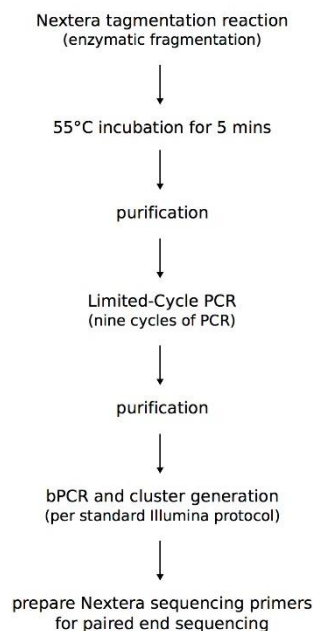 Nextera tagmentation reaction
(enzymatic fragmentation)
55°C incubation for 5 mins
purification
Limited-Cycle PCR
(nine cycles of PCR)
purification
bPCR and cluster generation
(per standard Illumina protocol)
prepare Nextera sequencing primers
for paired end sequencing